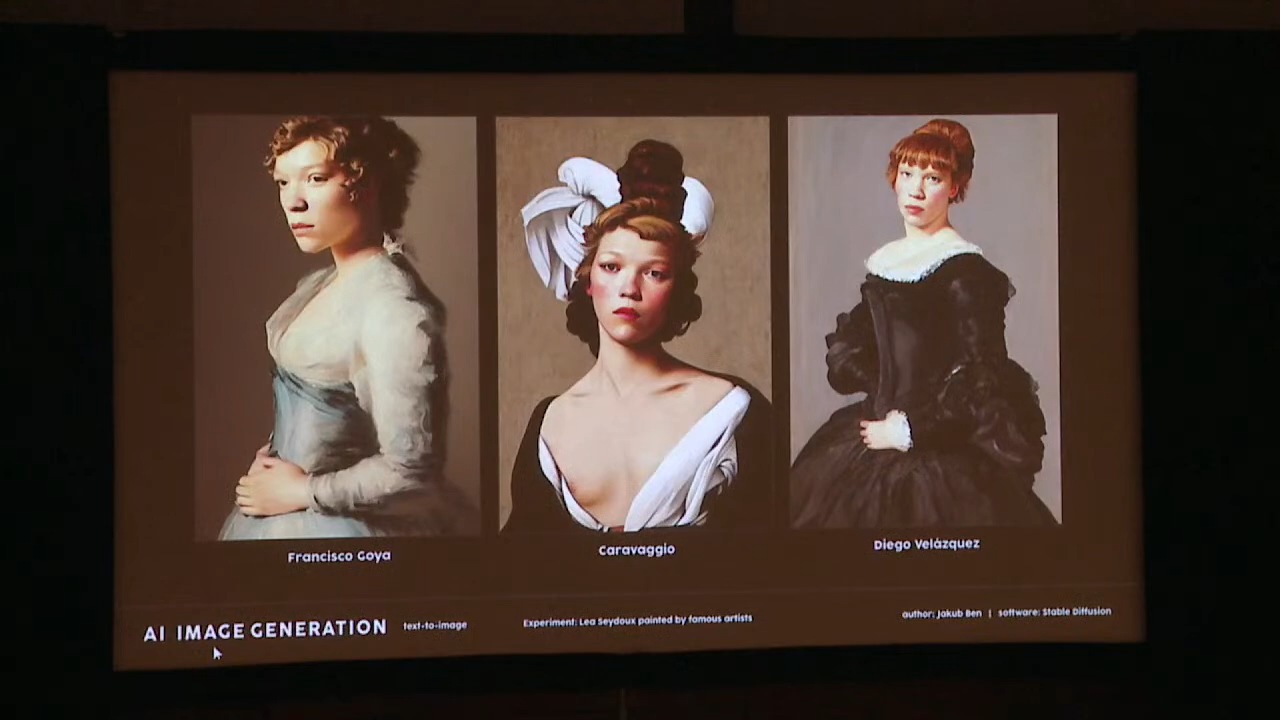 Francisco Goya
Caravaggio
Diego Velázquez
AI IMAGE GENERATION
text-to-image
Experiment: Lea Seydoux painted by famous artists
author: Jakub Ben | software: Stable Diffusion